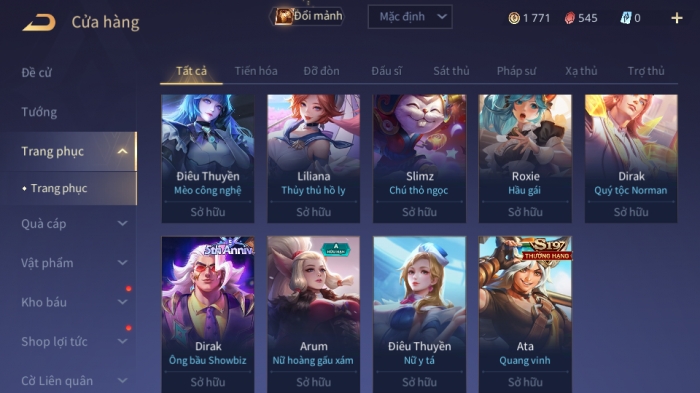 Cửa hàng
Đổi mảnh
Mặc định
1 771
545
0
Đề cử
Tướng
Trang phục
Trang phục
Quà cáp
Vật phẩm
Kho báu
Shop lợi tức
Cờ Liên quân
Tất cả
Tiến hóa
Đỡ đòn
Đấu sĩ
Sát thủ
Pháp sư
Xạ thủ
Trợ thủ
Điêu Thuyền
Mèo công nghệ
Sở hữu
Liliana
Thủy thủ hồ ly
Sở hữu
Slimz
Chú thỏ ngọc
Sở hữu
Roxie
Hầu gái
Sở hữu
Dirak
Quý tộc Norman
Sở hữu
5th Anniv
Dirak
Ông bầu Showbiz
Sở hữu
A
HỮU HẠN
Arum
Nữ hoàng gấu xám
Sở hữu
Điêu Thuyền
Nữ y tá
Sở hữu
S197
THƯỞNG HẠNG
Ata
Quang vinh
Sở hữu